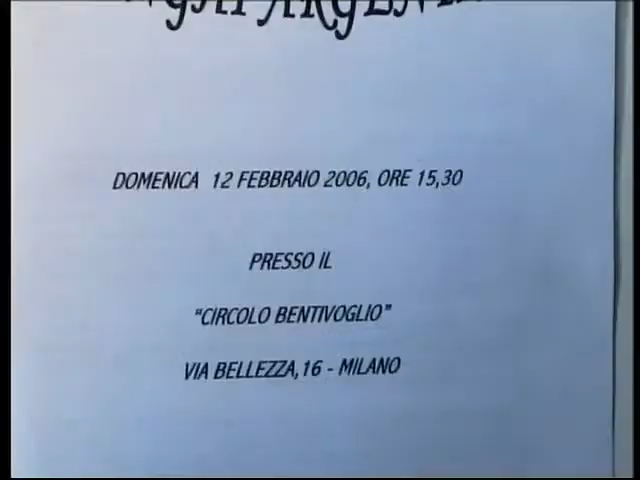 DOMENICA 12 FEBBRAIO 2006, ORE 15,30
PRESSO IL
"CIRCOLO BENTIVOGLIO"
VIA BELLEZZA,16 - MILANO